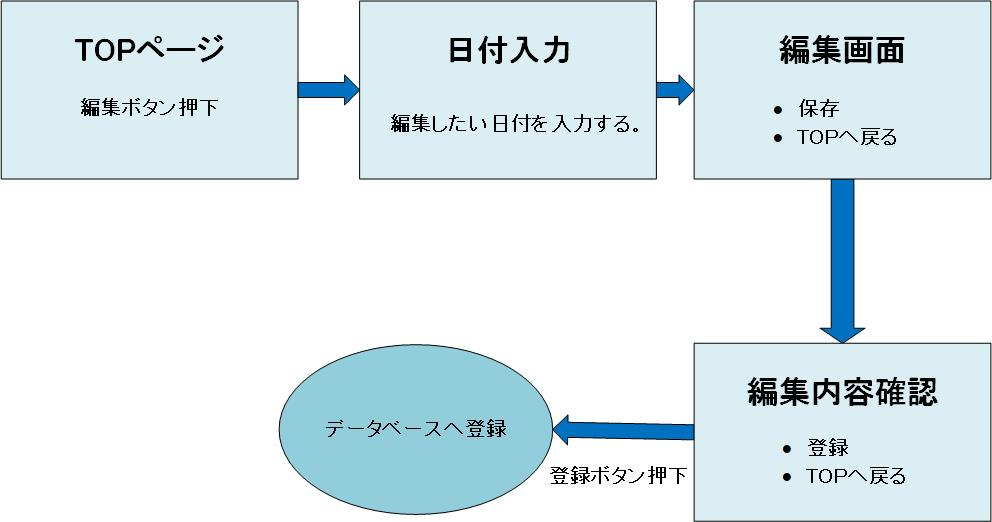 TOPページ
編集ボタン押下
日付入力
編集したい日付を入力する。
編集画面
● 保存
● TOPへ戻る
編集内容確認
● 登録
● TOPへ戻る
登録ボタン押下
データベースへ登録